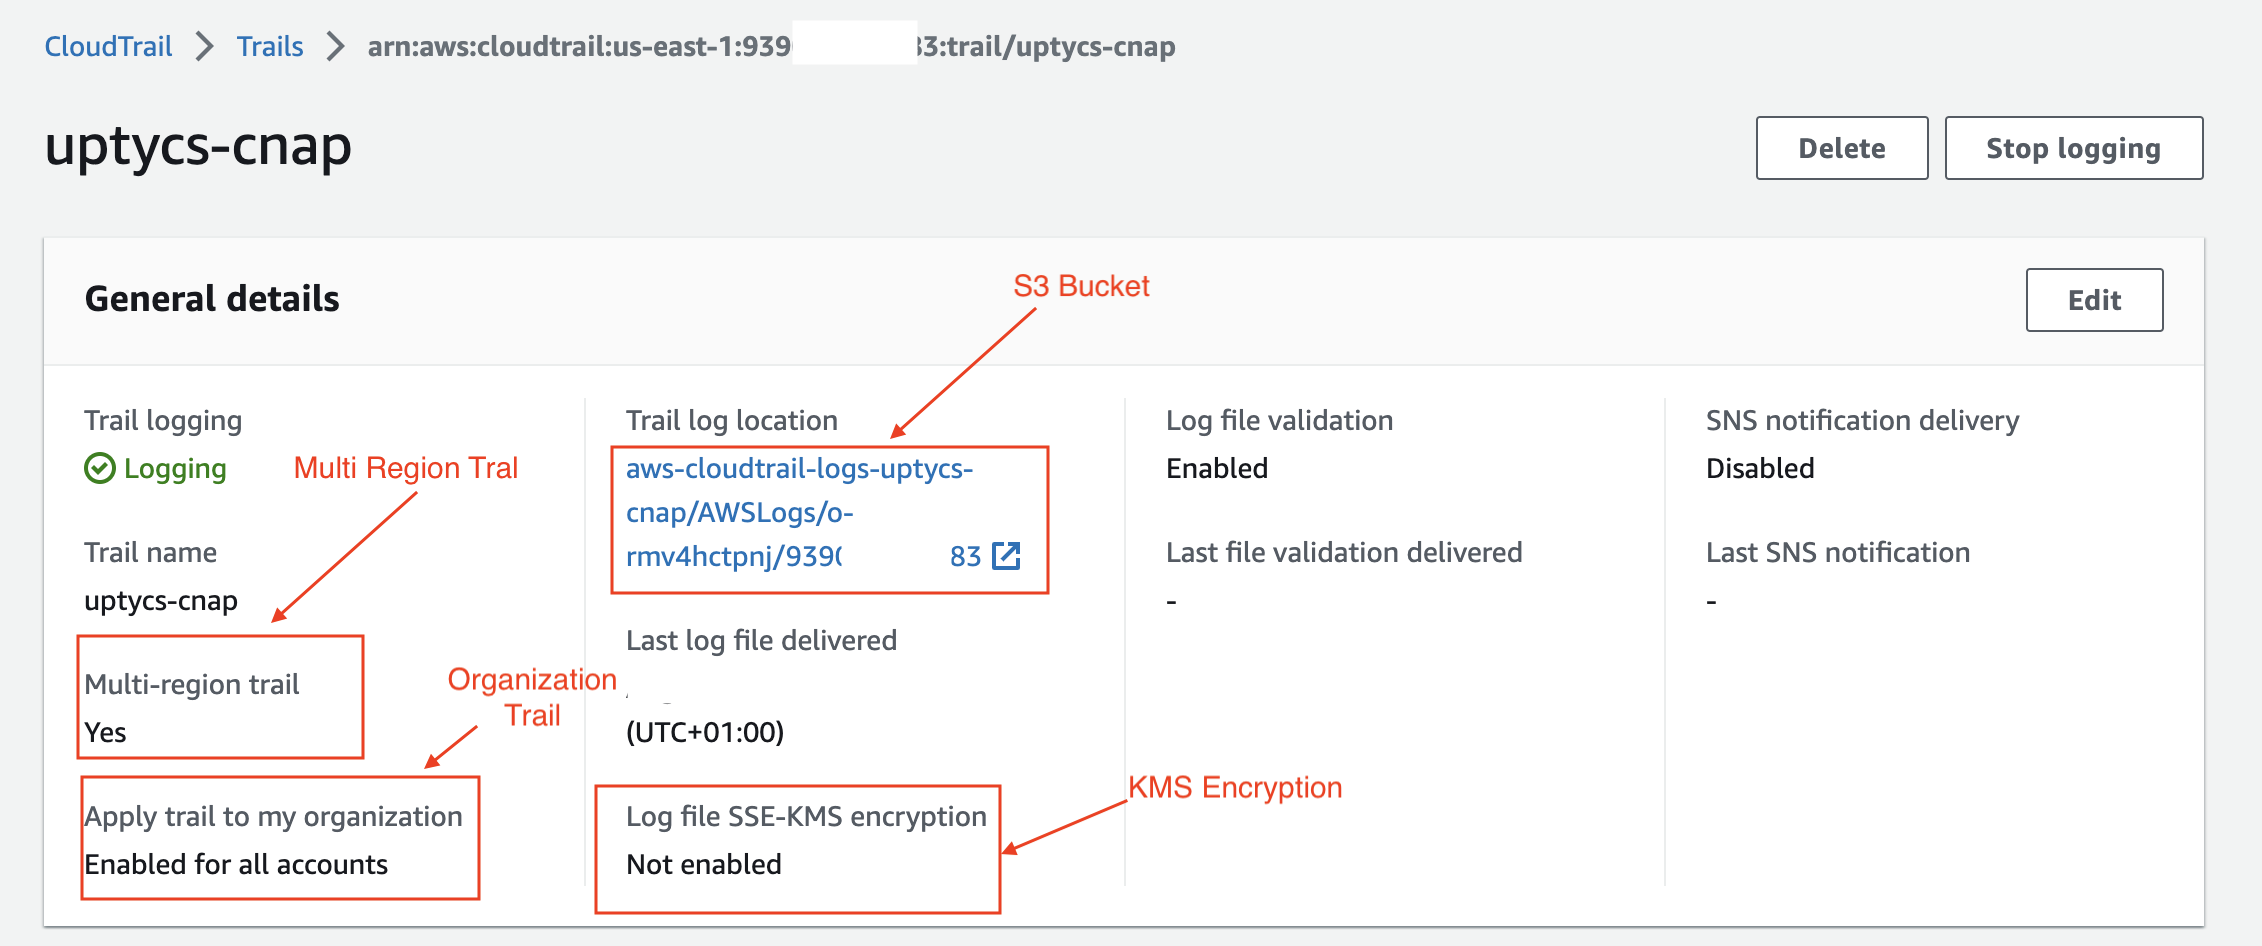 CloudTrail > Trails > arn:aws:cloudtrail:us-east-1:939 83:trail/uptycs-cnap
uptycs-cnap
Delete
Stop logging
General details
S3 Bucket
Edit
Trail logging
Logging
Multi Region Tral
Trail name
uptycs-cnap
Multi-region trail
Yes
Organization
Trail
Apply trail to my organization
Enabled for all accounts
Trail log location
aws-cloudtrail-logs-uptycs-
cnap/AWSLogs/o-
rmv4hctpnj/939 83
Last log file delivered
(UTC+01:00)
Log file SSE-KMS encryption
Not enabled
KMS Encryption
Log file validation
Enabled
Last file validation delivered
-
SNS notification delivery
Disabled
Last SNS notification
-